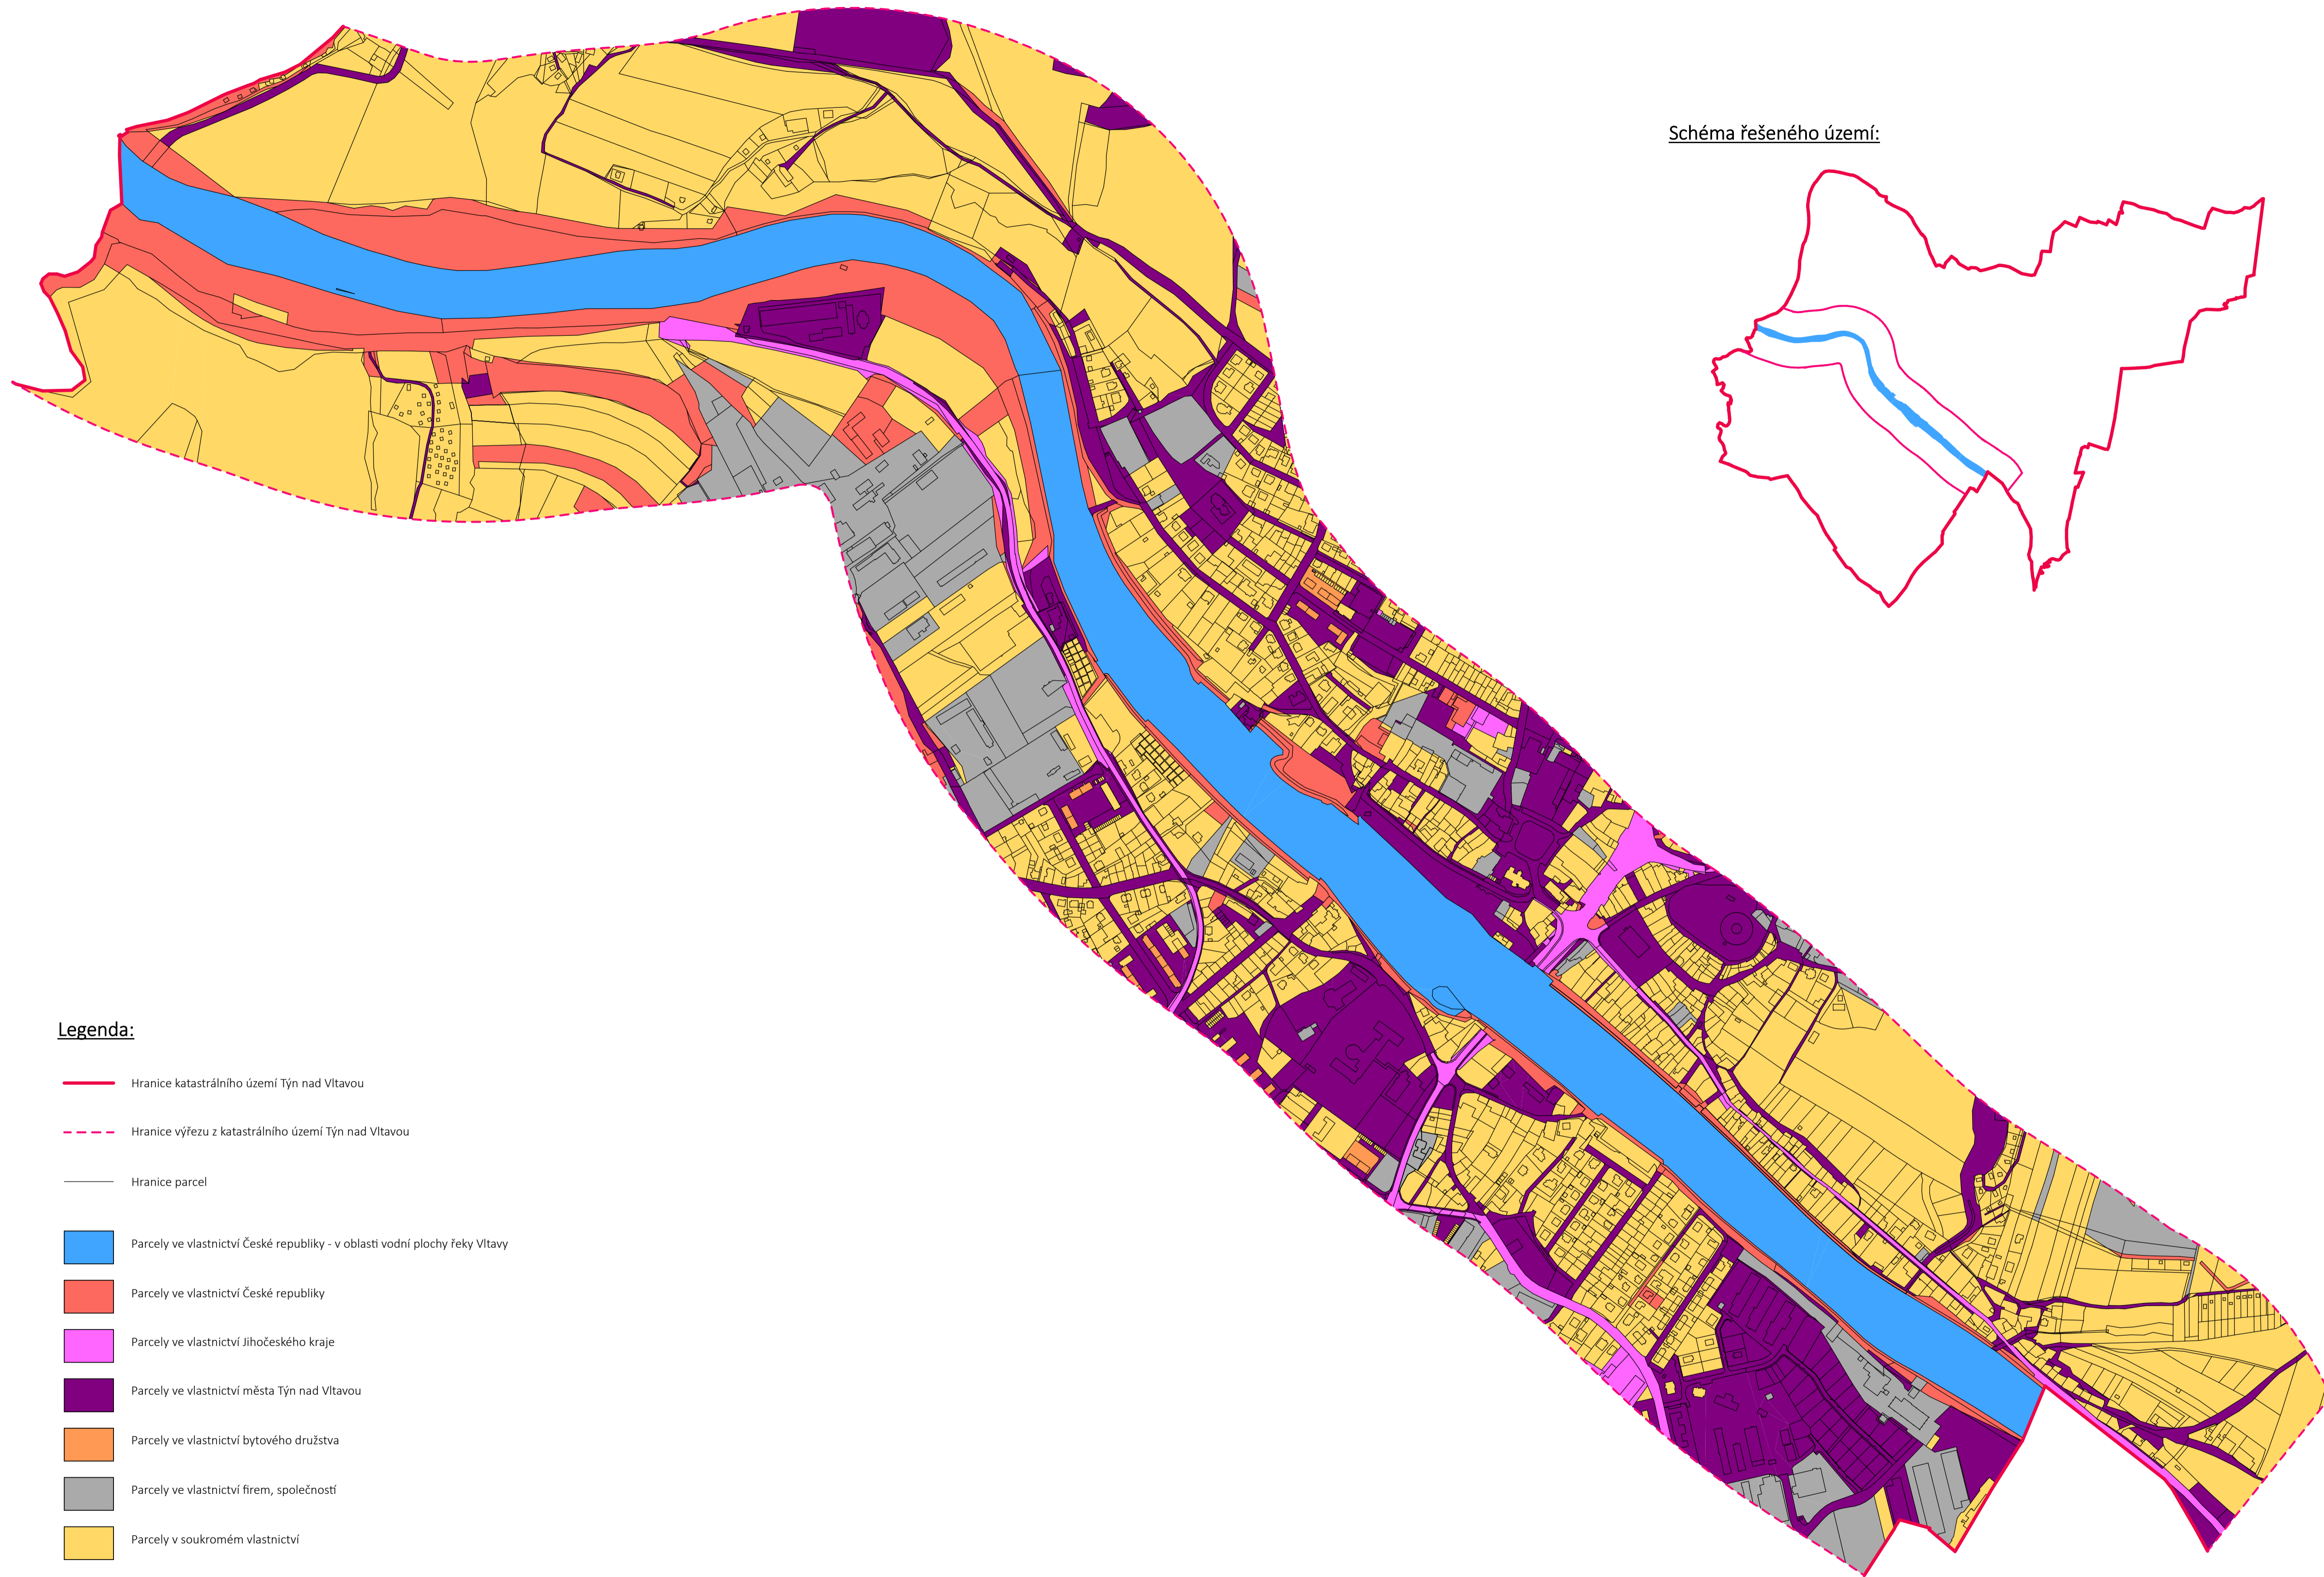 Schéma řešeného území:
Legenda:
Hranice katastrálního území Týn nad Vltavou
Hranice výřezu z katastrálního území Týn nad Vltavou
Hranice parcel
Parcely ve vlastnictví České republiky - v oblasti vodní plochy řeky Vltavy
Parcely ve vlastnictví České republiky
Parcely ve vlastnictví Jihočeského kraje
Parcely ve vlastnictví města Týn nad Vltavou
Parcely ve vlastnictví bytového družstva
Parcely ve vlastnictví firem, společností
Parcely v soukromém vlastnictví